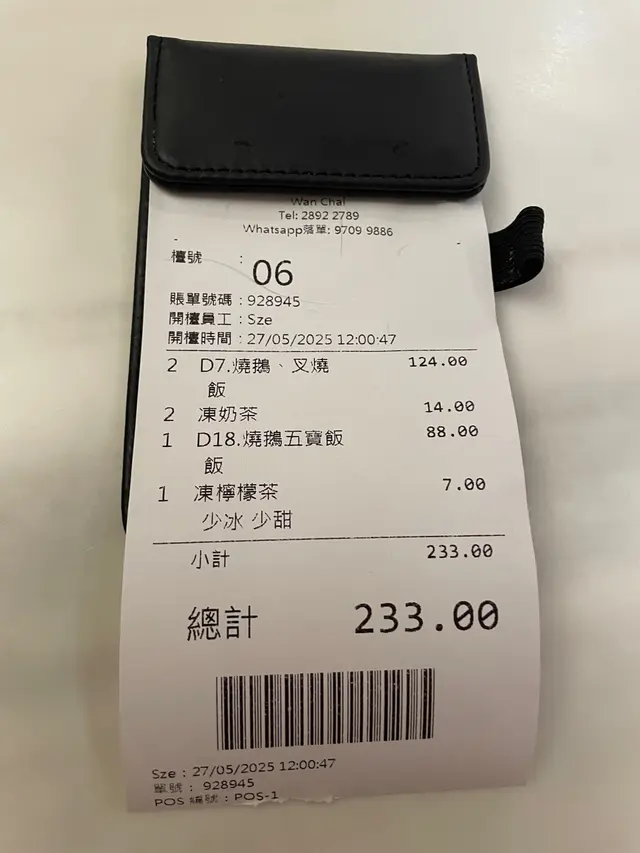 Wan Chai
Tel: 2892 2789
Whatsapp落單: 9709 9886
檯號 : 06
賬單號碼 : 928945
開檯員工 : Sze
開檯時間 : 27/05/2025 12:00:47
2 D7.燒鵝、叉燒 124.00
飯
2 凍奶茶 14.00
1 D18.燒鵝五寶飯 88.00
飯
1 凍檸檬茶 7.00
少冰 少甜
小計 233.00
總計 233.00
Sze : 27/05/2025 12:00:47
單號 : 928945
POS 編號 : POS-1